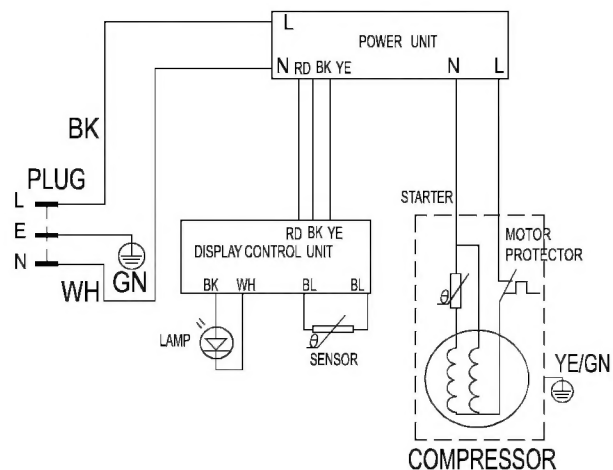 L
POWER UNIT
N RD BK YE
N
L
BK
PLUG
L
E
N
GN
WH
STARTER
RD BK YE
DISPLAY CONTROL UNIT
BK WH BL BL
MOTOR
PROTECTOR
θ
LAMP
θ
SENSOR
YE/GN
COMPRESSOR